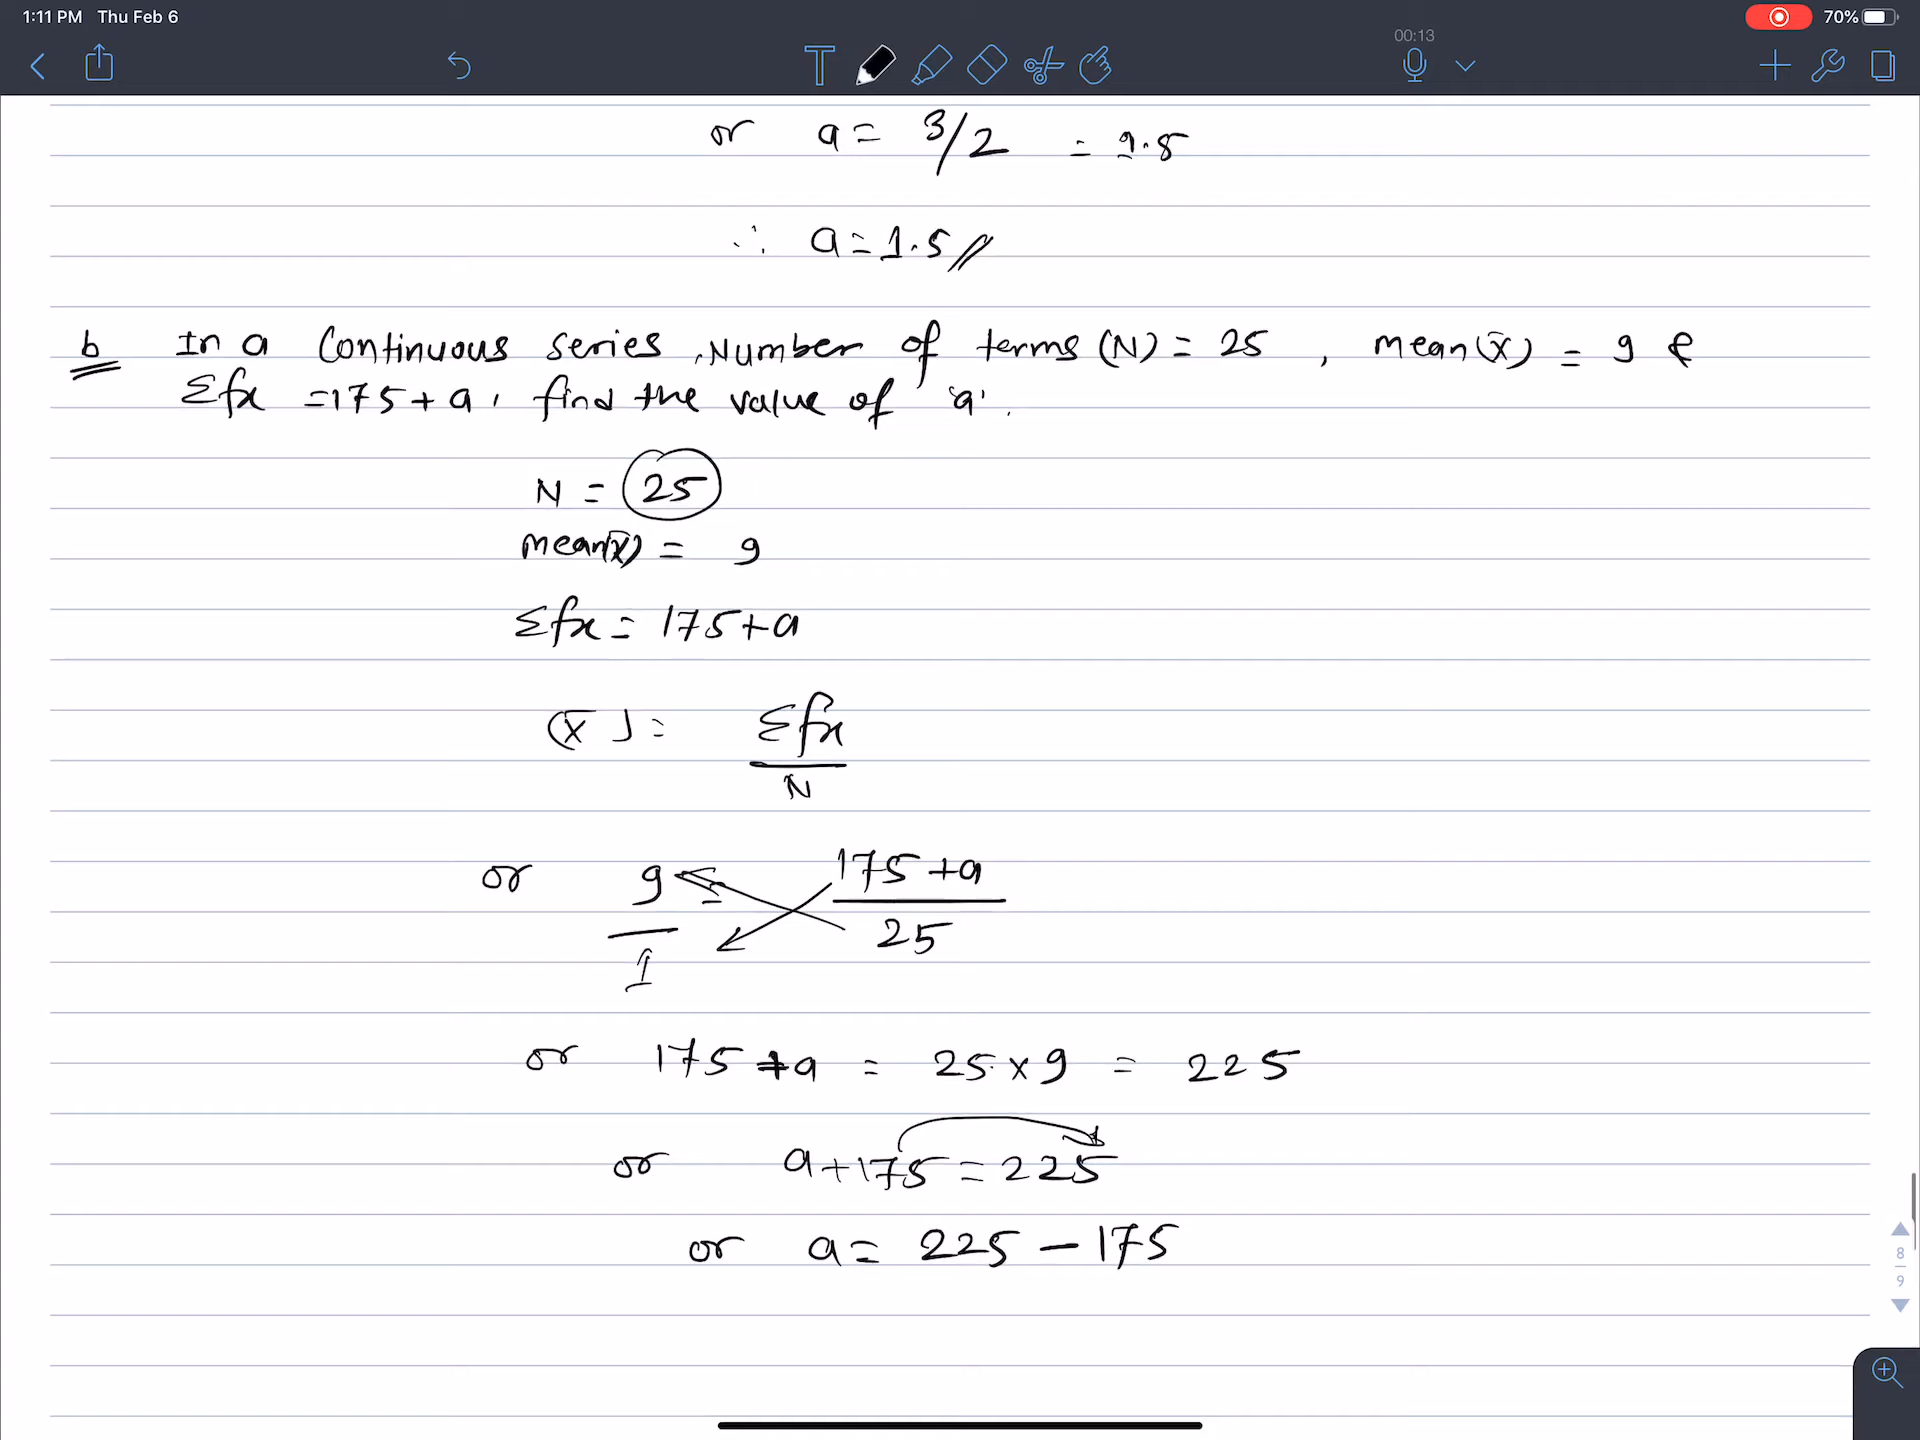 1:11 PM Thu Feb 6
70%
00:13
T
or a = 3/2 = 1.5
∴ a = 1.5//
b In a Continuous series, Number of terms (N) = 25 , mean(x̄) = 9 &
Σfx = 175 + a, find the value of 'a'.
N = 25
mean(x̄) = 9
Σfx = 175 + a
(x̄) = Σfx
N
or 9 = 175 + a
1 25
or 175 + a = 25 × 9 = 225
or a + 175 = 225
or a = 225 − 175
8
9